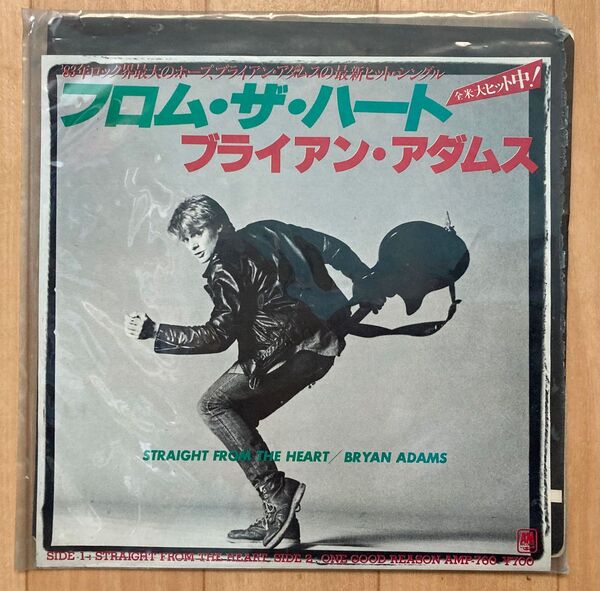 '83年ロック界最大のホープ、ブライアン・アダムスの最新ヒット・シングル
全米大ヒット中!
フロム・ザ・ハート
ブライアン・アダムス
STRAIGHT FROM THE HEART/BRYAN ADAMS
SIDE 1: STRAIGHT FROM THE HEART SIDE 2: ONE GOOD REASON AMP-760 ¥700